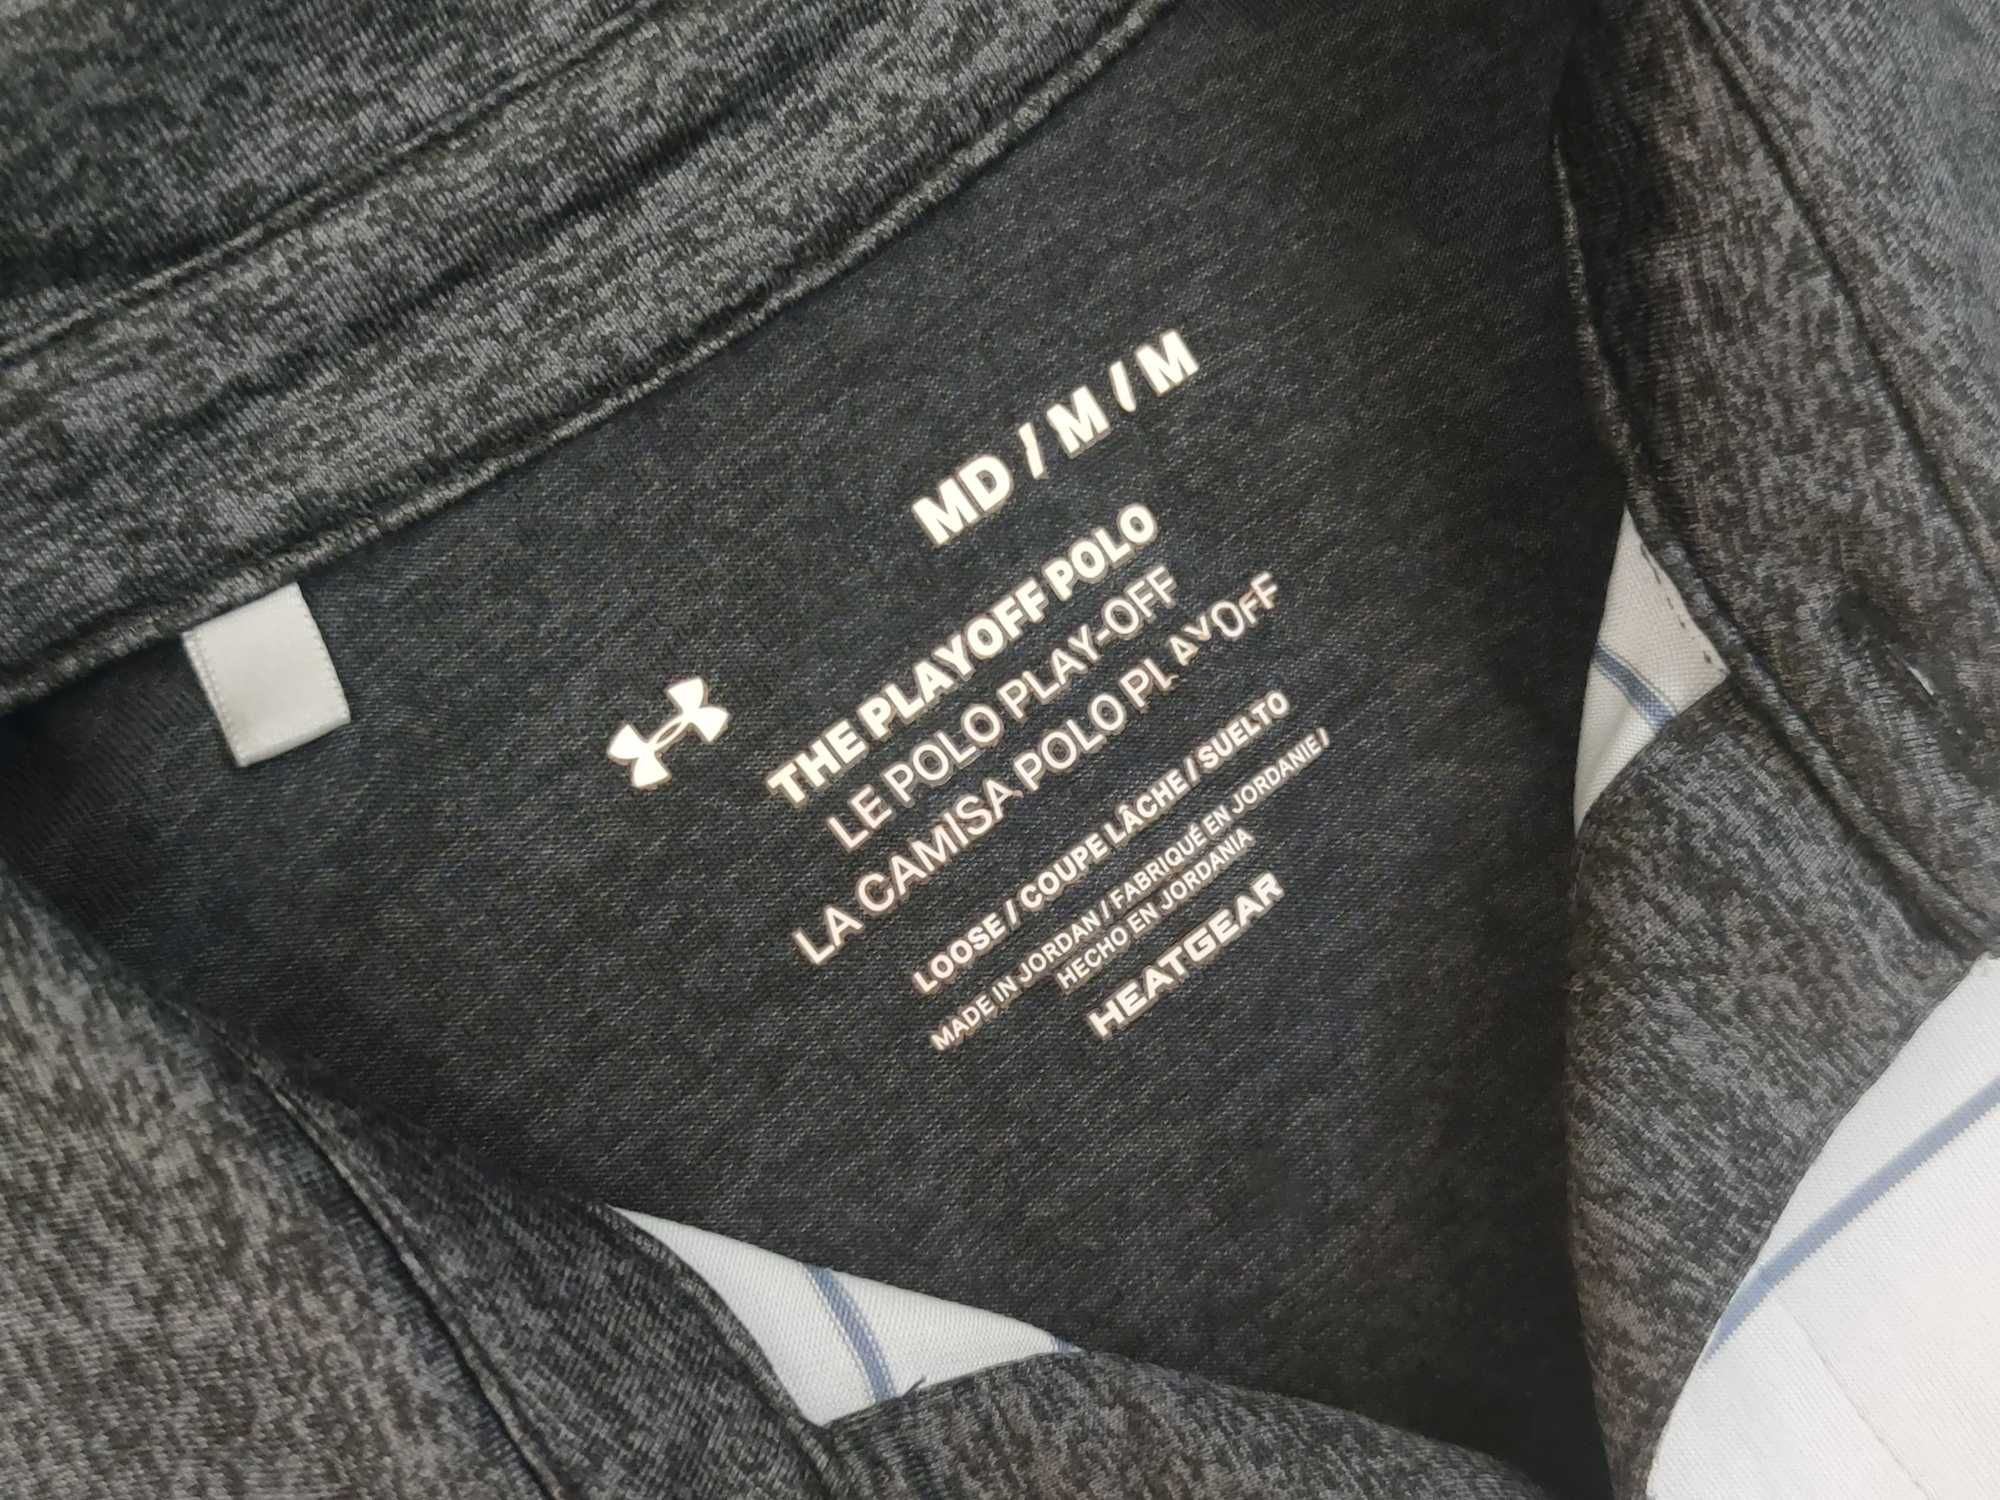 MD / M / M
THE PLAYOFF POLO
LE POLO PLAY-OFF
LA CAMISA POLO PLAYOFF
LOOSE / COUPE LÂCHE / SUELTO
MADE IN JORDAN / FABRIQUÉ EN JORDANIE /
HECHO EN JORDANIA
HEATGEAR